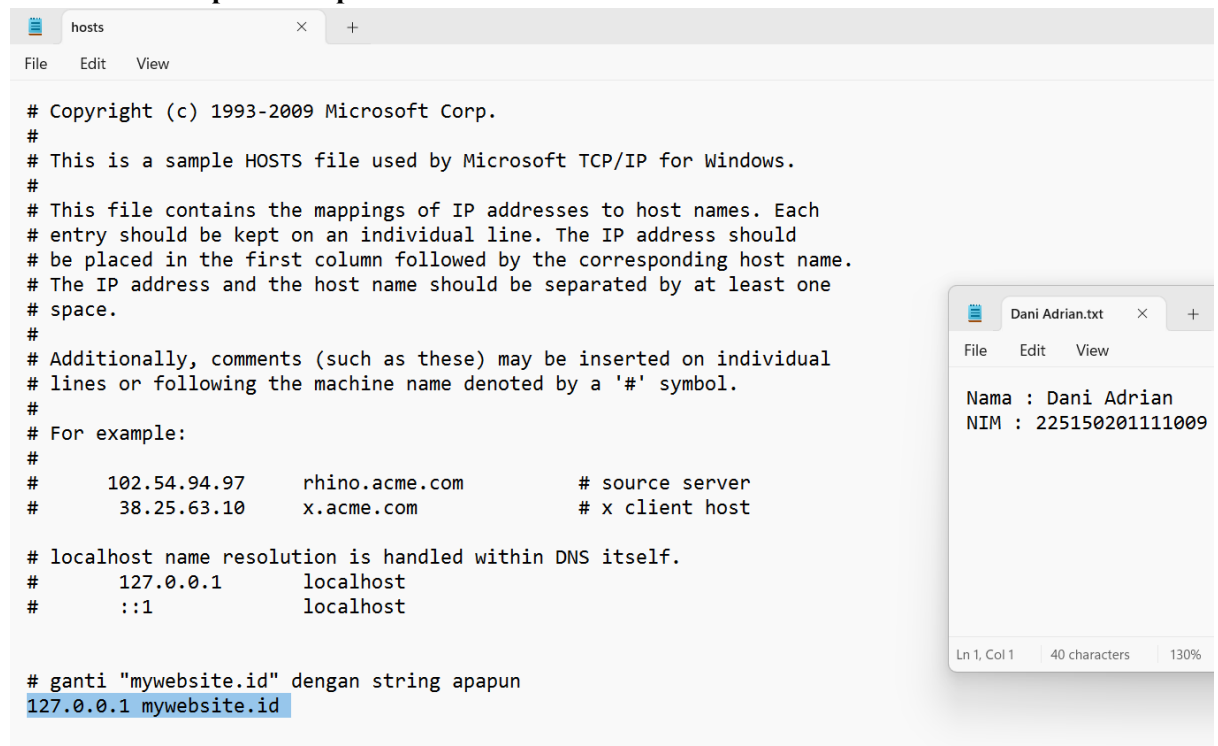 hosts
File Edit View
# Copyright (c) 1993-2009 Microsoft Corp.
#
# This is a sample HOSTS file used by Microsoft TCP/IP for Windows.
#
# This file contains the mappings of IP addresses to host names. Each
# entry should be kept on an individual line. The IP address should
# be placed in the first column followed by the corresponding host name.
# The IP address and the host name should be separated by at least one
# space.
#
# Additionally, comments (such as these) may be inserted on individual
# lines or following the machine name denoted by a '#' symbol.
#
# For example:
#
#      102.54.94.97     rhino.acme.com          # source server
#       38.25.63.10     x.acme.com              # x client host
# localhost name resolution is handled within DNS itself.
#       127.0.0.1       localhost
#       ::1             localhost
# ganti "mywebsite.id" dengan string apapun
127.0.0.1 mywebsite.id
Dani Adrian.txt
File Edit View
Nama : Dani Adrian
NIM : 225150201111009
Ln 1, Col 1 40 characters 130%